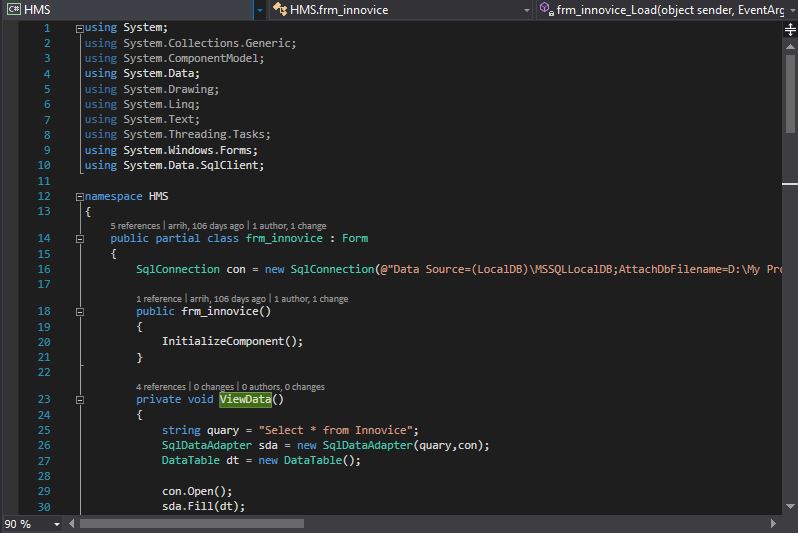 C# HMS HMS.frm_innovice frm_innovice_Load(object sender, EventArg
1 using System;
2 using System.Collections.Generic;
3 using System.ComponentModel;
4 using System.Data;
5 using System.Drawing;
6 using System.Linq;
7 using System.Text;
8 using System.Threading.Tasks;
9 using System.Windows.Forms;
10 using System.Data.SqlClient;
11
12 namespace HMS
13 {
5 references | arrih, 106 days ago | 1 author, 1 change
14 public partial class frm_innovice : Form
15 {
16 SqlConnection con = new SqlConnection(@"Data Source=(LocalDB)\MSSQLLocalDB;AttachDbFilename=D:\My Pro
17
1 reference | arrih, 106 days ago | 1 author, 1 change
18 public frm_innovice()
19 {
20 InitializeComponent();
21 }
22
4 references | 0 changes | 0 authors, 0 changes
23 private void ViewData()
24 {
25 string quary = "Select * from Innovice";
26 SqlDataAdapter sda = new SqlDataAdapter(quary,con);
27 DataTable dt = new DataTable();
28
29 con.Open();
30 sda.Fill(dt);
90 %